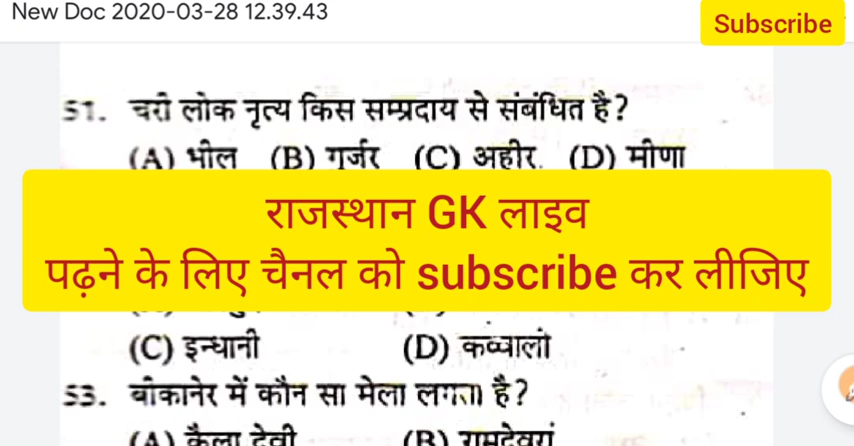 New Doc 2020-03-28 12.39.43
Subscribe
51. चरी लोक नृत्य किस सम्प्रदाय से संबंधित है?
(A) भील (B) गुर्जर (C) अहीर (D) मीणा
राजस्थान GK लाइव
पढ़ने के लिए चैनल को subscribe कर लीजिए
(C) इन्धानी (D) कव्वाली
53. बीकानेर में कौन सा मेला लगता है?
(A) कैला देवी (B) रामदेवरा